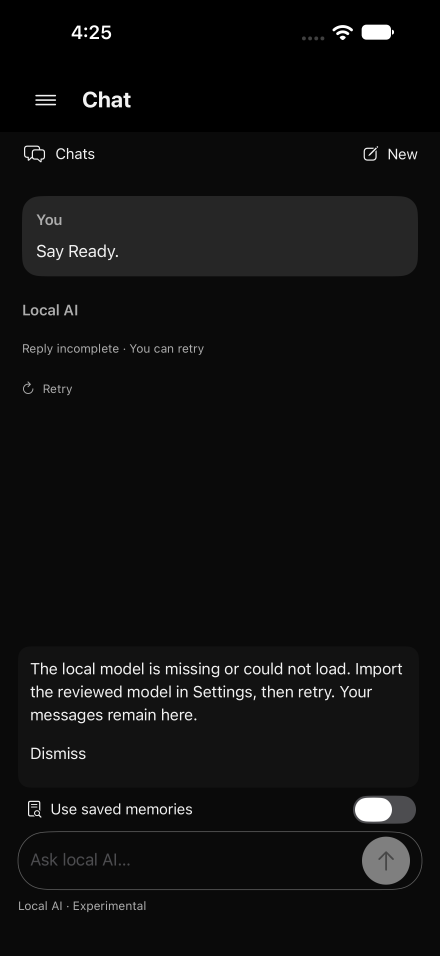 4:25
Chat
Chats
New
You
Say Ready.
Local AI
Reply incomplete · You can retry
Retry
The local model is missing or could not load. Import
the reviewed model in Settings, then retry. Your
messages remain here.
Dismiss
Use saved memories
Ask local AI...
Local AI · Experimental